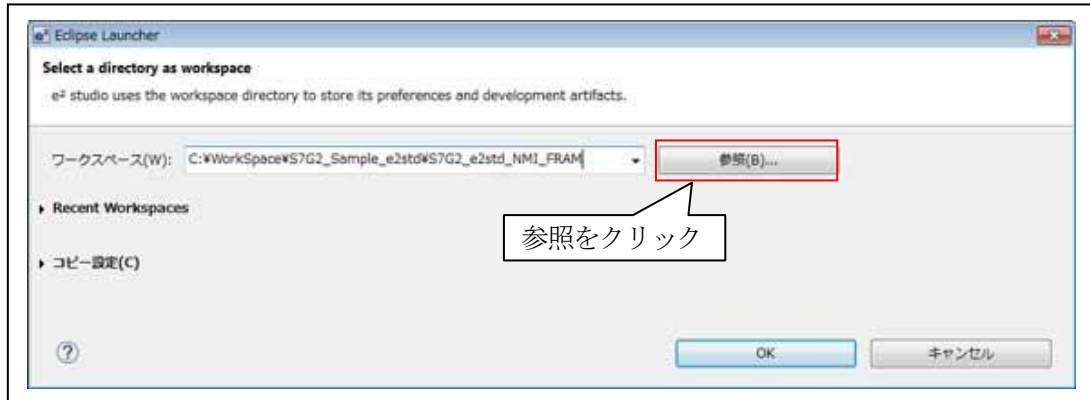 e² Eclipse Launcher
Select a directory as workspace
e² studio uses the workspace directory to store its preferences and development artifacts.
ワークスペース(W): C:¥WorkSpace¥S7G2_Sample_e2std¥S7G2_e2std_NMI_FRAM 参照(B)...
Recent Workspaces
参照をクリック
コピー設定(C)
?
OK キャンセル